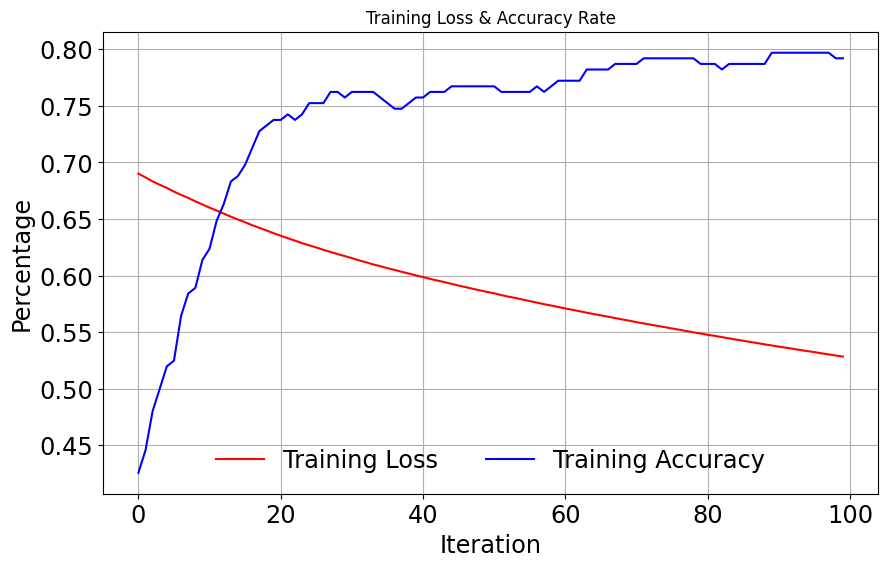 Training Loss & Accuracy Rate
0.80
0.75
0.70
0.65
0.60
0.55
0.50
0.45
Percentage
Training Loss
Training Accuracy
0 20 40 60 80 100
Iteration